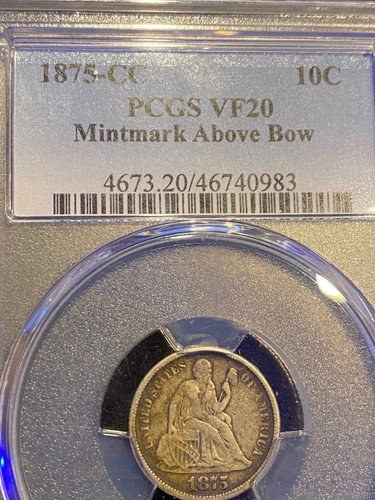 1875-CC 10C
PCGS VF20
Mintmark Above Bow
4673.20/46740983
UNITED STATES OF AMERICA
1875